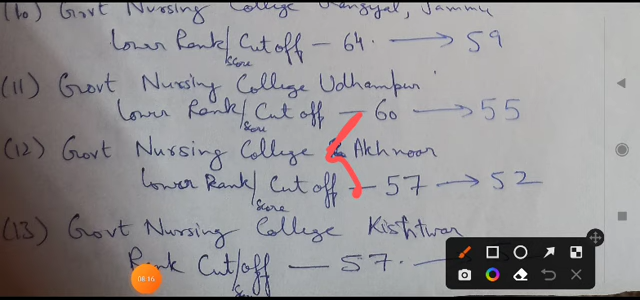 (10) Govt Nursing College Gangyal, Jammu
Lower Rank/Cut off — 64. → 59
score
(11) Govt Nursing College Udhampur
Lower Rank/Cut off — 60 → 55
score
(12) Govt Nursing College Akhnoor
Lower Rank/Cut off — 57 → 52
score
(13) Govt Nursing College Kishtwar
Rank Cut/off — 57. →
08:16